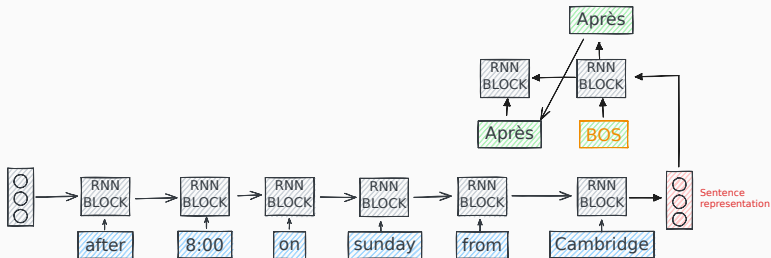 Après
RNN
BLOCK
RNN
BLOCK
Après
BOS
RNN
BLOCK
RNN
BLOCK
RNN
BLOCK
RNN
BLOCK
RNN
BLOCK
RNN
BLOCK
Sentence
representation
after
8:00
on
sunday
from
Cambridge